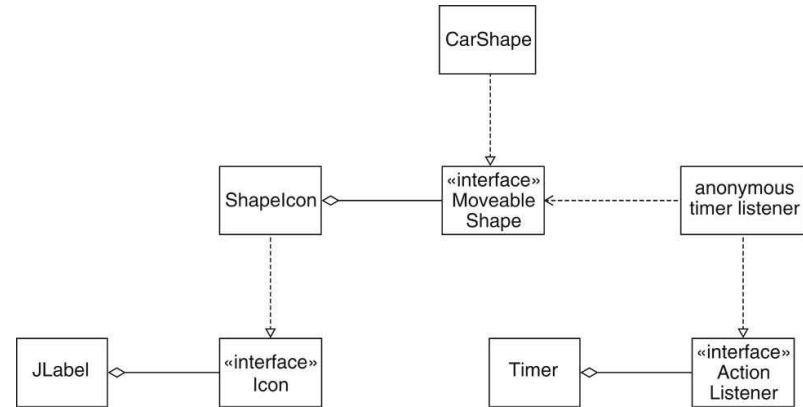 CarShape
ShapeIcon
«interface»
Moveable
Shape
anonymous
timer listener
JLabel
«interface»
Icon
Timer
«interface»
Action
Listener